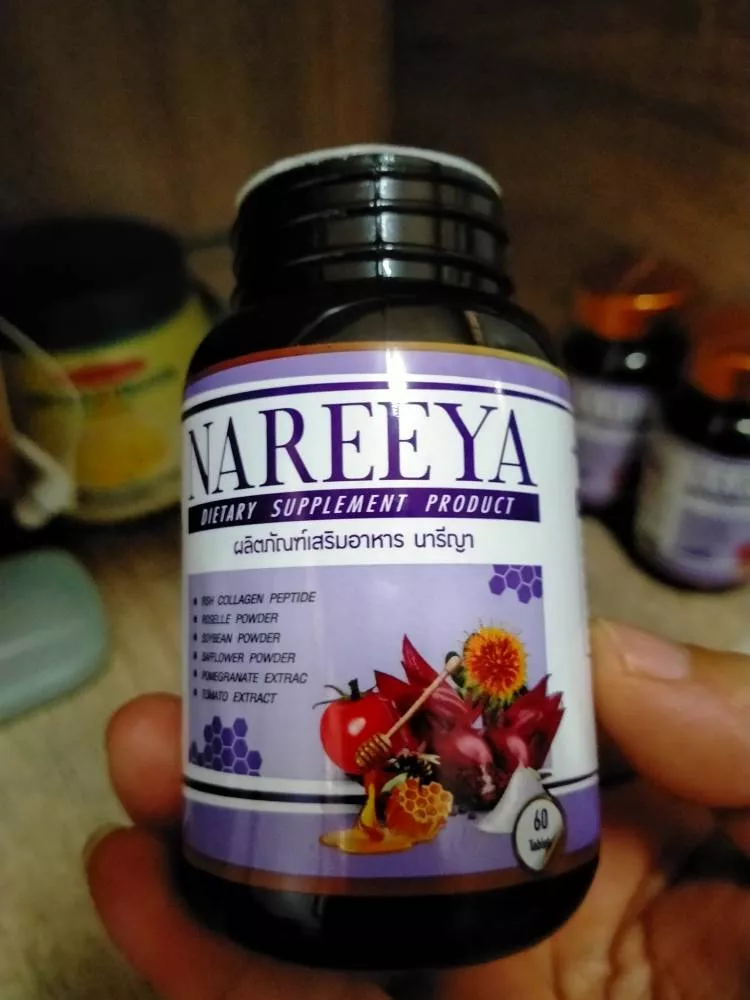 NAREEYA
DIETARY SUPPLEMENT PRODUCT
ผลิตภัณฑ์เสริมอาหาร นารีญา
FISH COLLAGEN PEPTIDE
ROSELLE POWDER
SOYBEAN POWDER
SAFFLOWER POWDER
POMEGRANATE EXTRAC
TOMATO EXTRACT
60
Tablets